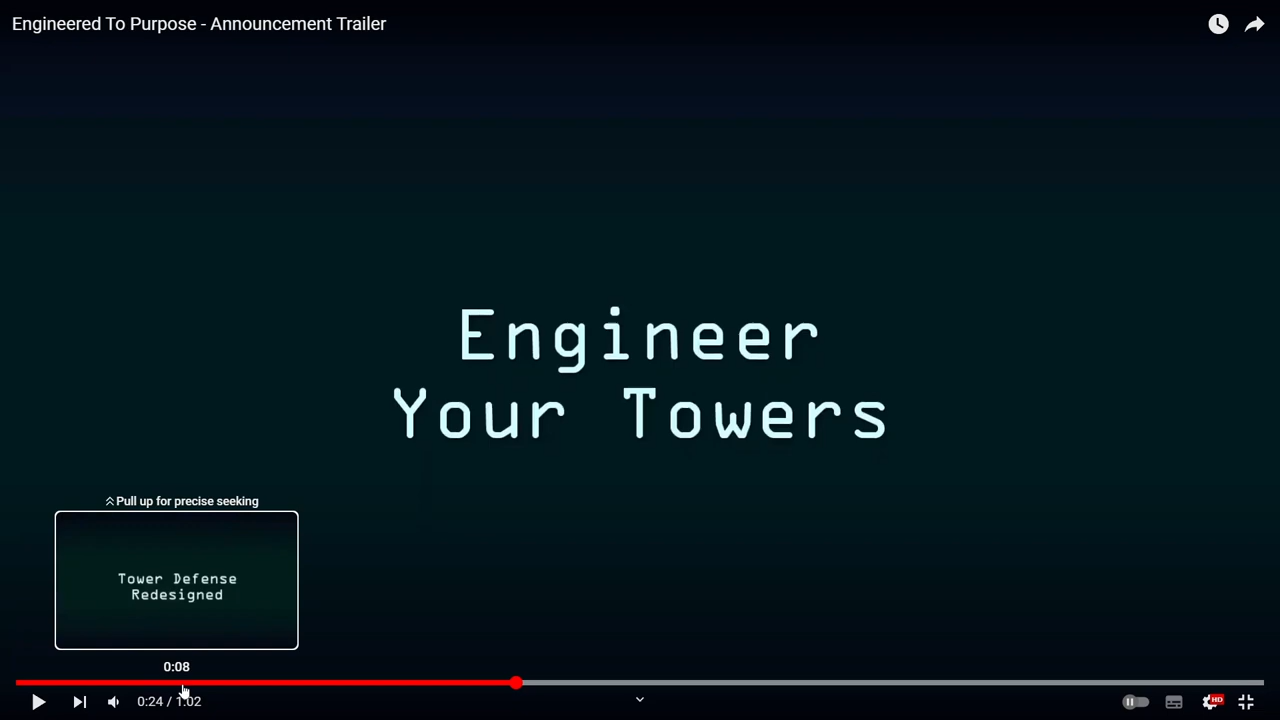 Engineered To Purpose - Announcement Trailer
Engineer
Your Towers
Pull up for precise seeking
Tower Defense
Redesigned
0:08
0:24 / 1:02
HD